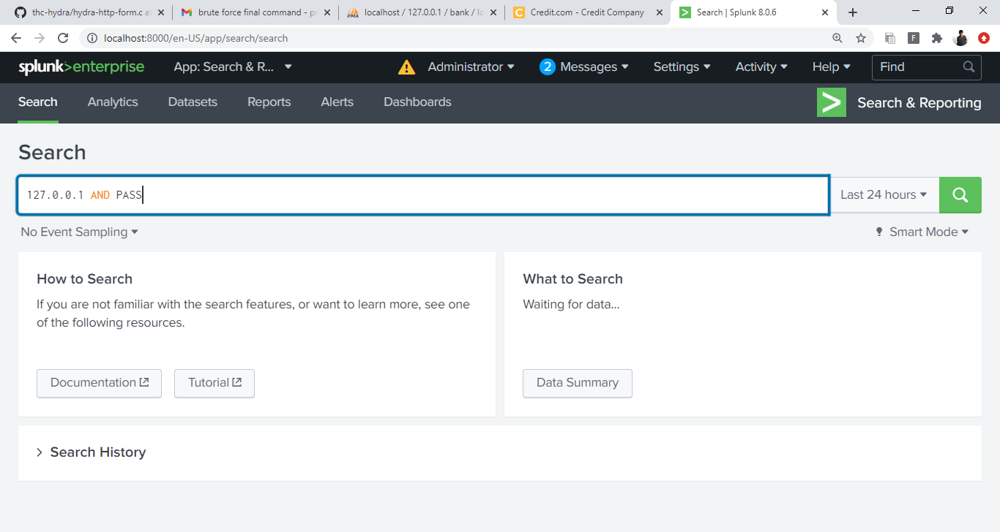 thc-hydra/hydra-http-form.c a
brute force final command - pr
PMA
localhost / 127.0.0.1 / bank / lo
C
Credit.com - Credit Company
Search | Splunk 8.0.6
localhost:8000/en-US/app/search/search
F
splunk>enterprise
App: Search & R...
Administrator
2 Messages
Settings
Activity
Help
Find
Search
Analytics
Datasets
Reports
Alerts
Dashboards
Search & Reporting
Search
127.0.0.1 AND PASS
Last 24 hours
No Event Sampling
Smart Mode
How to Search
If you are not familiar with the search features, or want to learn more, see one
of the following resources.
Documentation
Tutorial
What to Search
Waiting for data...
Data Summary
Search History